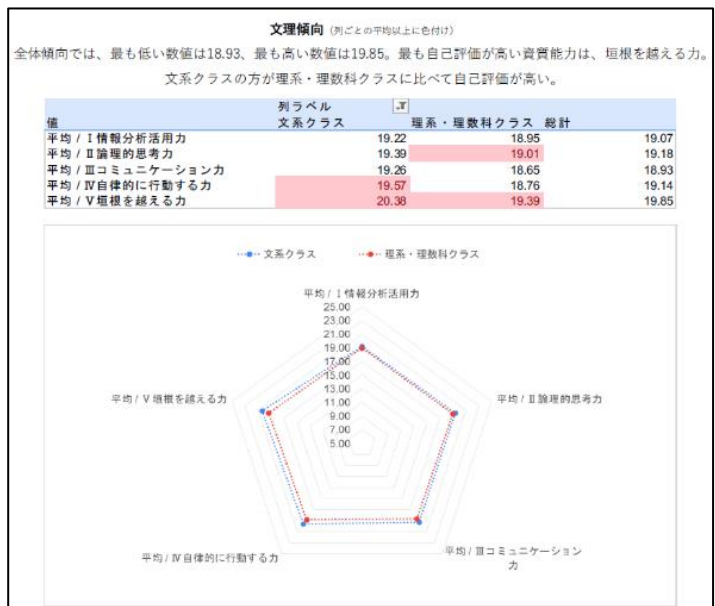 文理傾向 (列ごとの平均以上に色付け)
全体傾向では、最も低い数値は18.93、最も高い数値は19.85。最も自己評価が高い資質能力は、垣根を越える力。
文系クラスの方が理系・理数科クラスに比べて自己評価が高い。
列ラベル
値 文系クラス 理系・理数科クラス 総計
平均 / Ⅰ情報分析活用力 19.22 18.95 19.07
平均 / Ⅱ論理的思考力 19.39 19.01 19.18
平均 / Ⅲコミュニケーション力 19.26 18.65 18.93
平均 / Ⅳ自律的に行動する力 19.57 18.76 19.14
平均 / Ⅴ垣根を越える力 20.38 19.39 19.85
文系クラス 理系・理数科クラス
平均 / Ⅰ情報分析活用力
25.00
23.00
21.00
19.00
17.00
15.00
13.00
11.00
9.00
7.00
5.00
平均 / Ⅴ垣根を越える力
平均 / Ⅱ論理的思考力
平均 / Ⅳ自律的に行動する力
平均 / Ⅲコミュニケーション
力